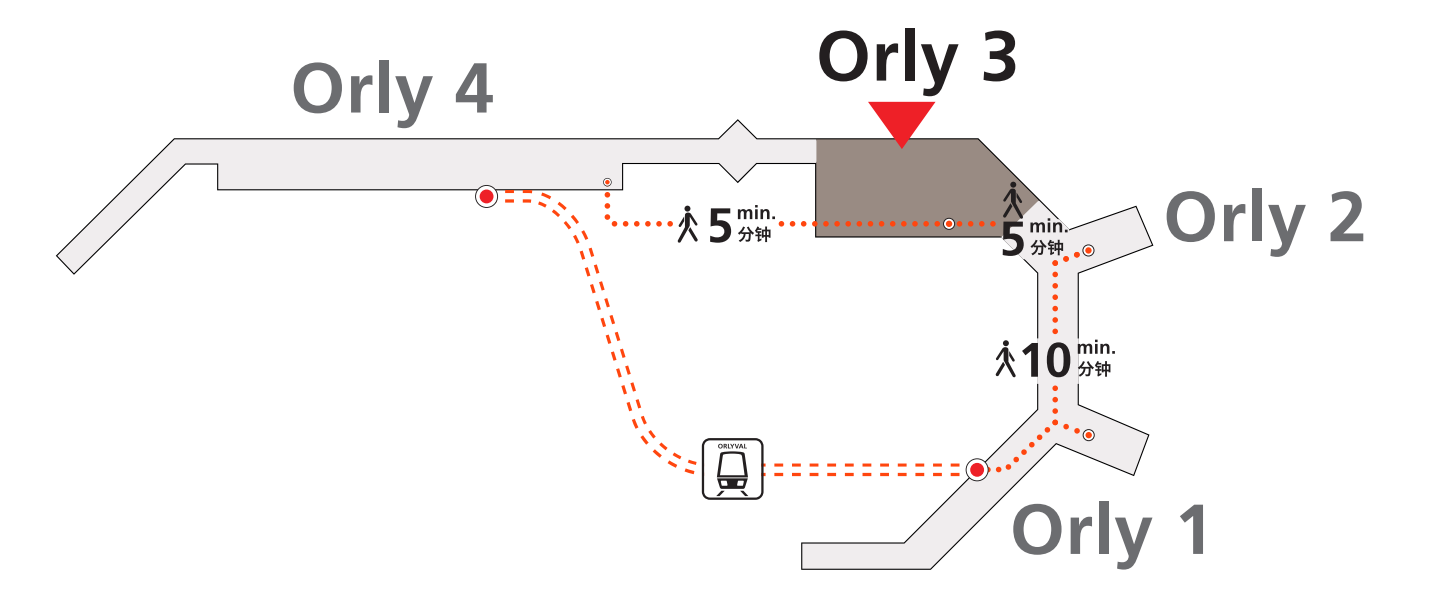 Orly 3
Orly 4
Orly 2
5 min.
分钟
5 min.
分钟
10 min.
分钟
ORLYVAL
Orly 1